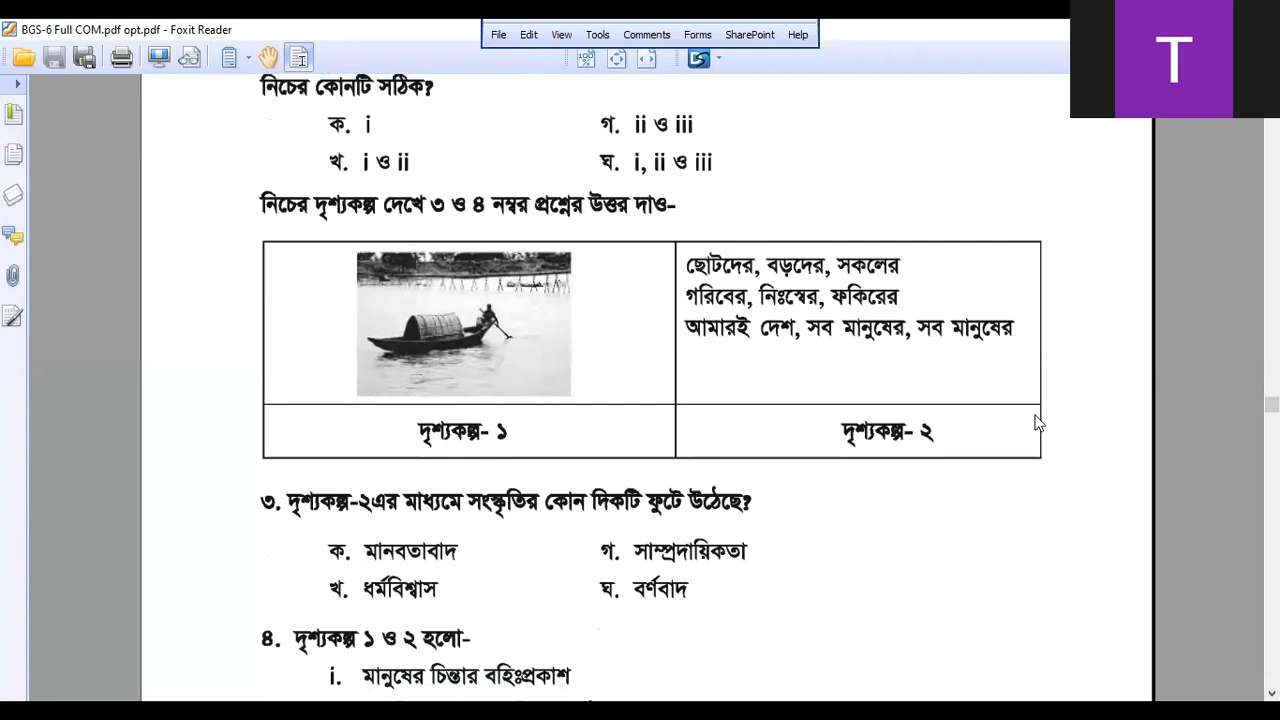 BGS-6 Full COM.pdf opt.pdf - Foxit Reader
File Edit View Tools Comments Forms SharePoint Help
T
নিচের কোনটি সঠিক?
ক. i গ. ii ও iii
খ. i ও ii ঘ. i, ii ও iii
নিচের দৃশ্যকল্প দেখে ৩ ও ৪ নম্বর প্রশ্নের উত্তর দাও-
ছোটদের, বড়দের, সকলের
গরিবের, নিঃস্বের, ফকিরের
আমারই দেশ, সব মানুষের, সব মানুষের
দৃশ্যকল্প- ১ দৃশ্যকল্প- ২
৩. দৃশ্যকল্প-২এর মাধ্যমে সংস্কৃতির কোন দিকটি ফুটে উঠেছে?
ক. মানবতাবাদ গ. সাম্প্রদায়িকতা
খ. ধর্মবিশ্বাস ঘ. বর্ণবাদ
৪. দৃশ্যকল্প ১ ও ২ হলো-
i. মানুষের চিন্তার বহিঃপ্রকাশ